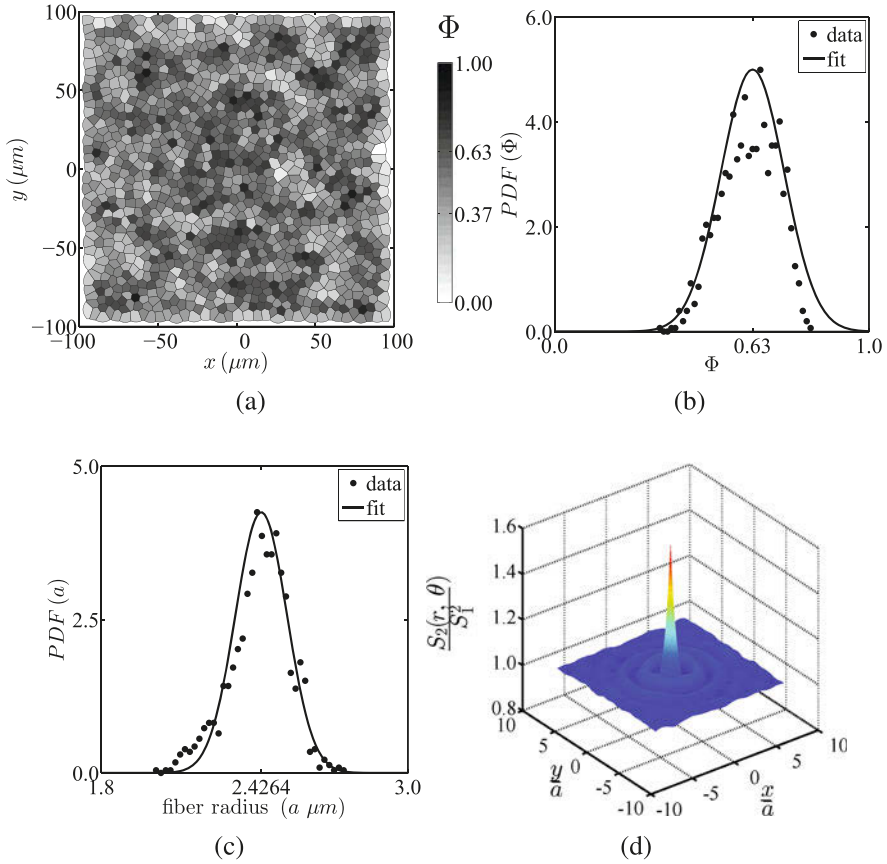 100
50
0
−50
−100
y (μm)
−100
−50
0
50
100
x (μm)
Φ
1.00
0.63
0.37
0.00
(a)
6.0
4.0
2.0
0.0
PDF (Φ)
data
fit
0.0
0.63
1.0
Φ
(b)
5.0
2.5
0.0
PDF (a)
data
fit
1.8
2.4264
3.0
fiber radius (a μm)
(c)
1.6
1.4
1.2
1.0
0.8
S₂(r, θ)
S₁²
10
5
0
-5
-10
y
a
-10
-5
0
5
10
x
a
(d)